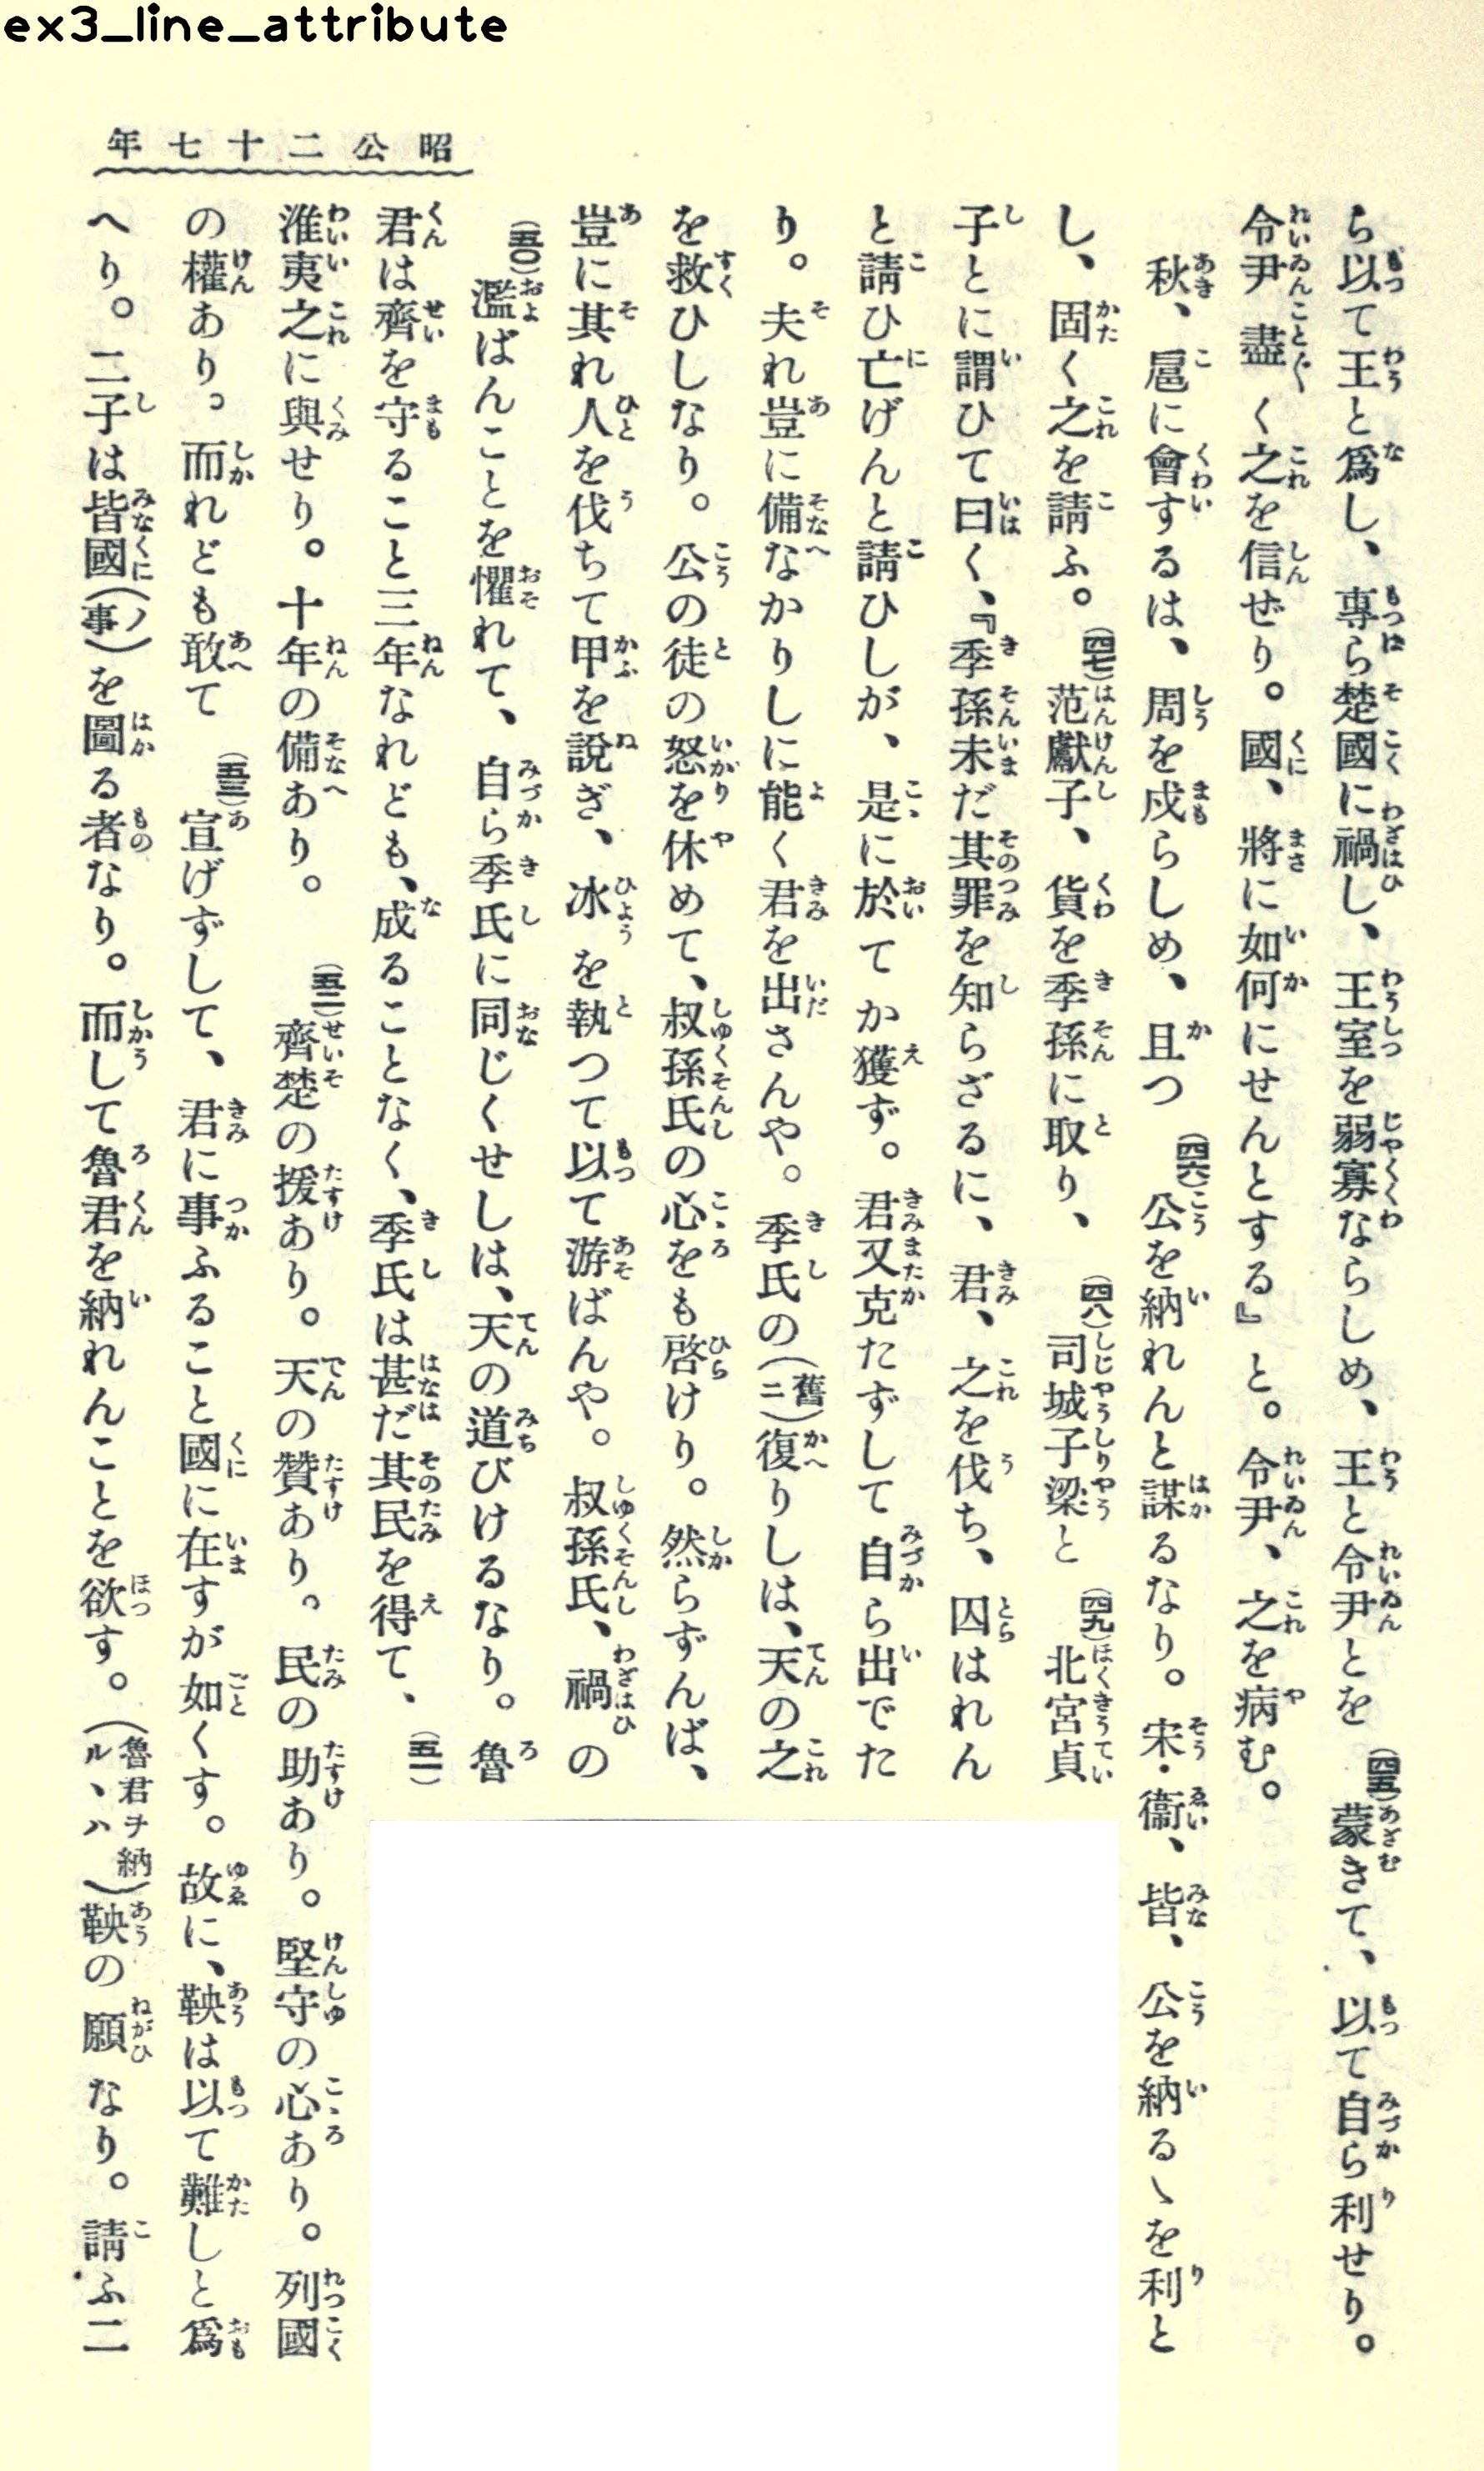 ex3_line_attribute
昭公二十七年
ら以て王と爲し、專ら楚國に禍し、王室を弱寡ならしめ、王と令尹とを(四五)蒙きて、以て自ら利せり。
令尹盡く之を信ぜり。國、將に如何にせんとする』と。令尹、之を病む。
秋、扈に會するは、周を戍らしめ、且つ(四六)公を納れんと謀るなり。宋・衞、皆、公を納るゝを利と
し、固く之を請ふ。(四七)范獻子、貨を季孫に取り、(四八)司城子梁と(四九)北宮貞
子とに謂ひて曰く、『季孫未だ其罪を知らざるに、君、之を伐ち、囚はれん
と請ひ亡げんと請ひしが、是に於てか獲ず。君又克たずして自ら出でた
り。夫れ豈に備なかりしに能く君を出さんや。季氏の(舊ニ)復りしは、天の之
を救ひしなり。公の徒の怒を休めて、叔孫氏の心をも啓けり。然らずんば、
豈に其れ人を伐ちて甲を說ぎ、冰を執つて以て游ばんや。叔孫氏、禍の
(五〇)濫ばんことを懼れて、自ら季氏に同じくせしは、天の道びけるなり。魯
君は齊を守ること三年なれども、成ることなく、季氏は甚だ其民を得て、(五一)
淮夷之に與せり。十年の備あり。(五二)齊楚の援あり。天の贊あり。民の助あり。堅守の心あり。列國
の權あり。而れども敢て(五三)宣げずして、君に事ふること國に在すが如くす。故に、鞅は以て難しと爲
へり。二子は皆國(ノ事)を圖る者なり。而して魯君を納れんことを欲す。(魯君ヲ納ルヽハ)鞅の願なり。請ふ二